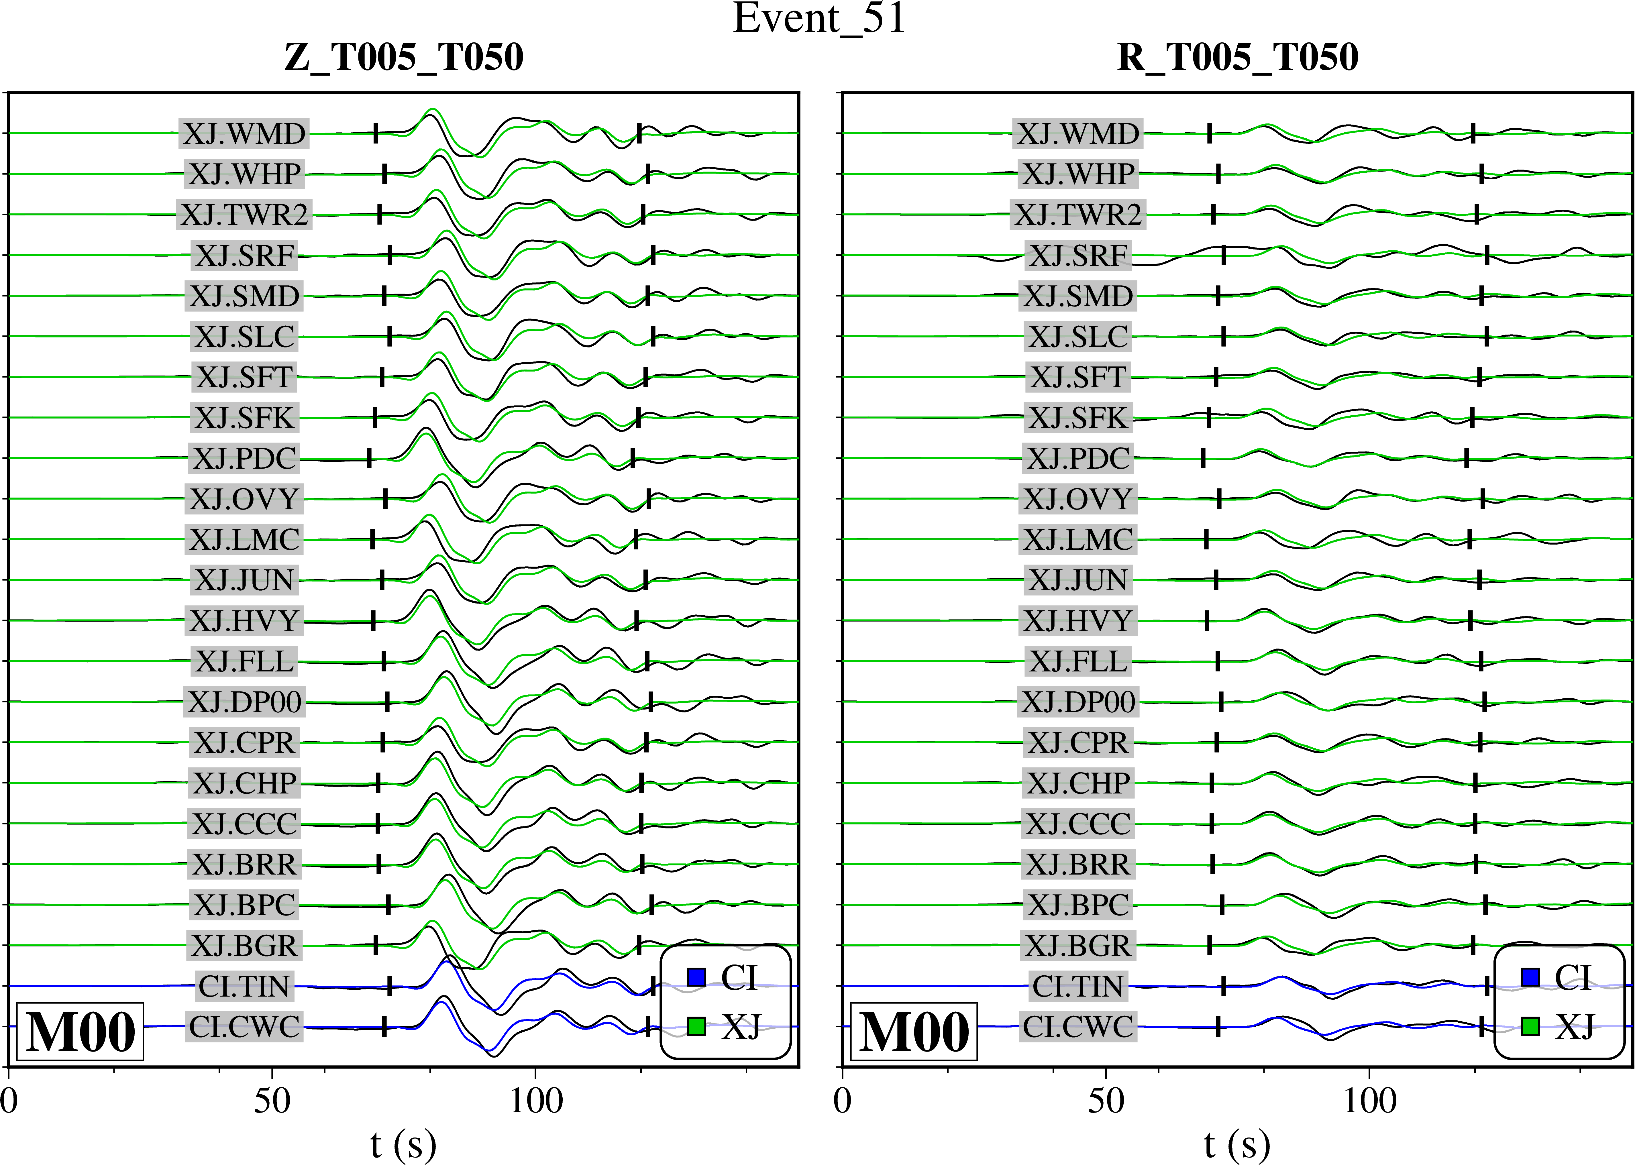 Event_51
Z_T005_T050
XJ.WMD
XJ.WHP
XJ.TWR2
XJ.SRF
XJ.SMD
XJ.SLC
XJ.SFT
XJ.SFK
XJ.PDC
XJ.OVY
XJ.LMC
XJ.JUN
XJ.HVY
XJ.FLL
XJ.DP00
XJ.CPR
XJ.CHP
XJ.CCC
XJ.BRR
XJ.BPC
XJ.BGR
CI.TIN
CI.CWC
M00
CI
XJ
0 50 100
t (s)
R_T005_T050
XJ.WMD
XJ.WHP
XJ.TWR2
XJ.SRF
XJ.SMD
XJ.SLC
XJ.SFT
XJ.SFK
XJ.PDC
XJ.OVY
XJ.LMC
XJ.JUN
XJ.HVY
XJ.FLL
XJ.DP00
XJ.CPR
XJ.CHP
XJ.CCC
XJ.BRR
XJ.BPC
XJ.BGR
CI.TIN
CI.CWC
M00
CI
XJ
0 50 100
t (s)